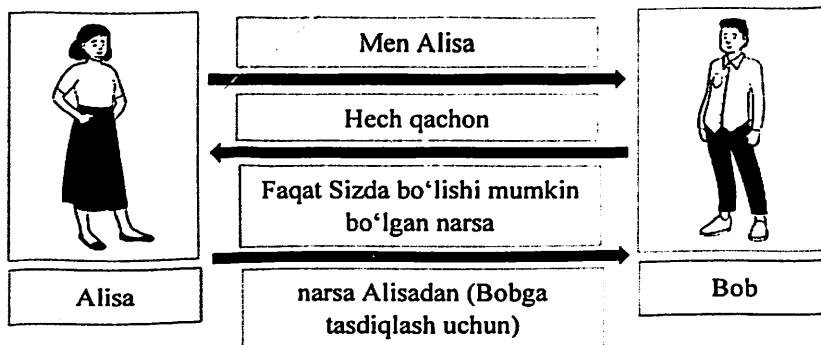 Men Alisa
Hech qachon
Faqat Sizda bo‘lishi mumkin
bo‘lgan narsa
narsa Alisadan (Bobga
tasdiqlash uchun)
Alisa
Bob